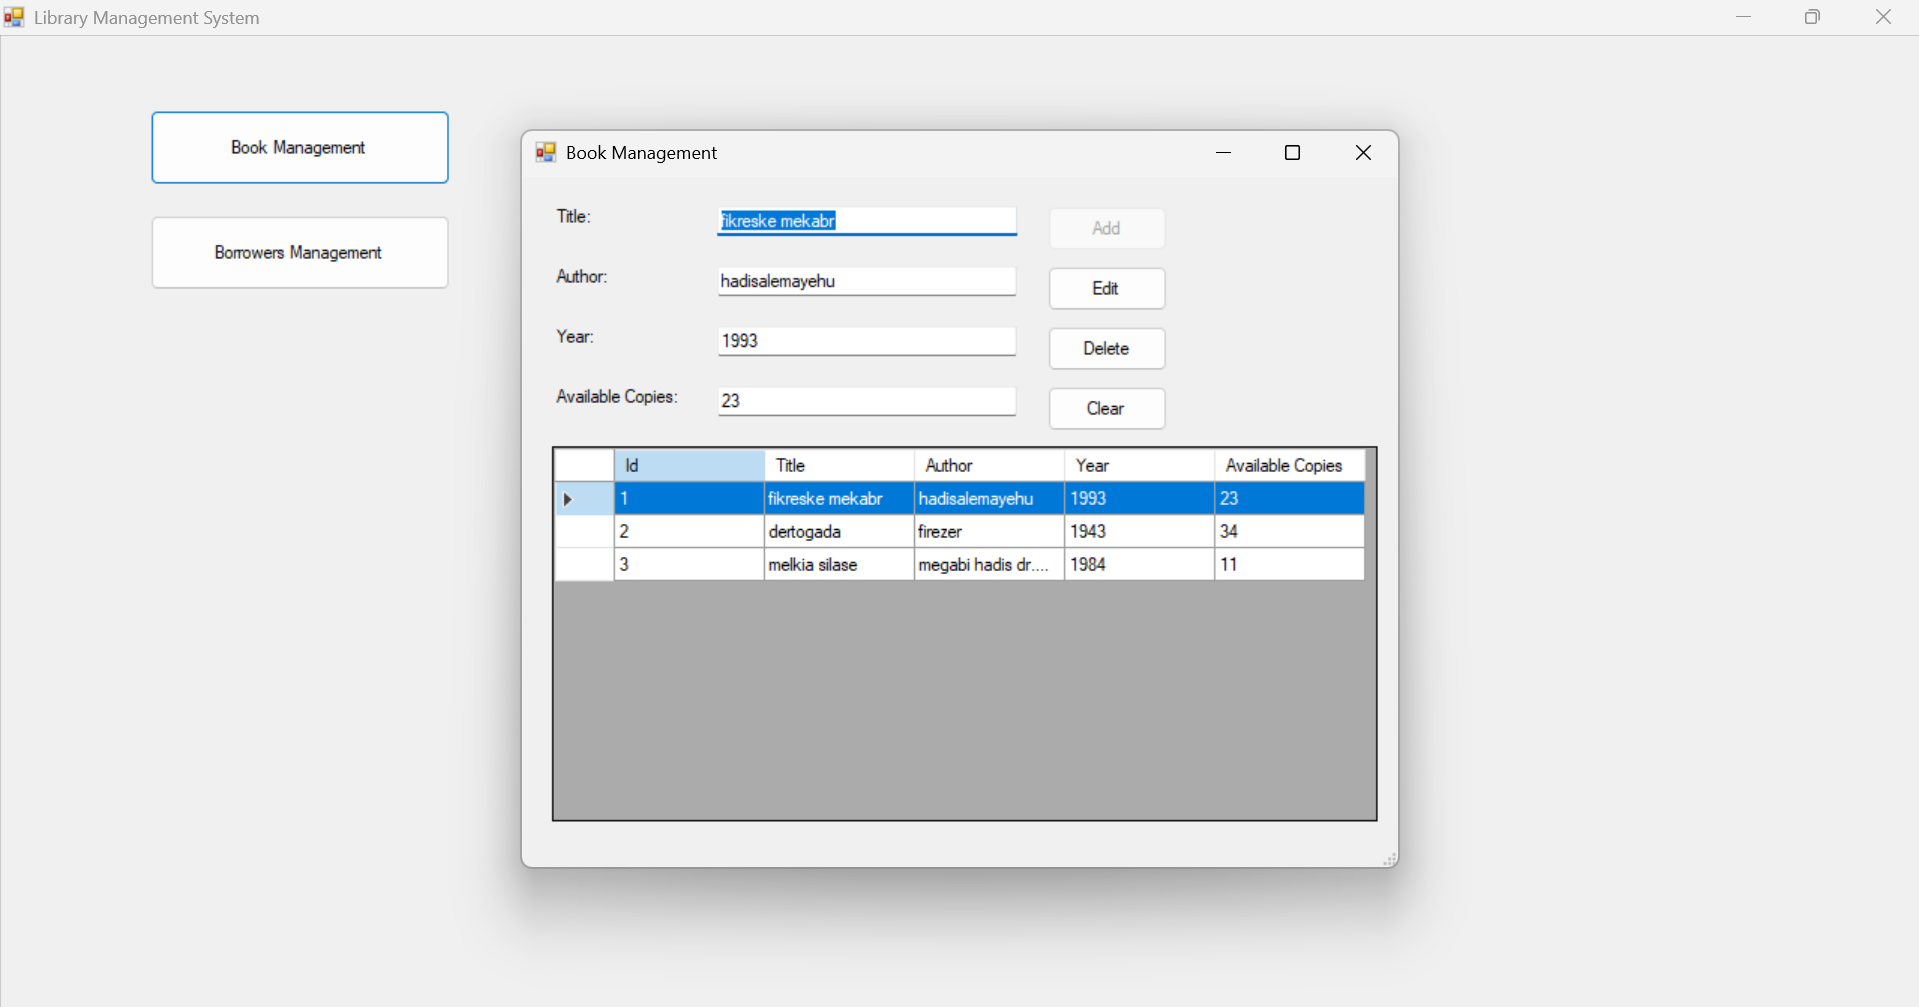 Library Management System
Book Management
Borrowers Management
Book Management
Title: fikreske mekabr Add
Author: hadisalemayehu Edit
Year: 1993 Delete
Available Copies: 23 Clear
Id Title Author Year Available Copies
1 fikreske mekabr hadisalemayehu 1993 23
2 dertogada firezer 1943 34
3 melkia silase megabi hadis dr.... 1984 11